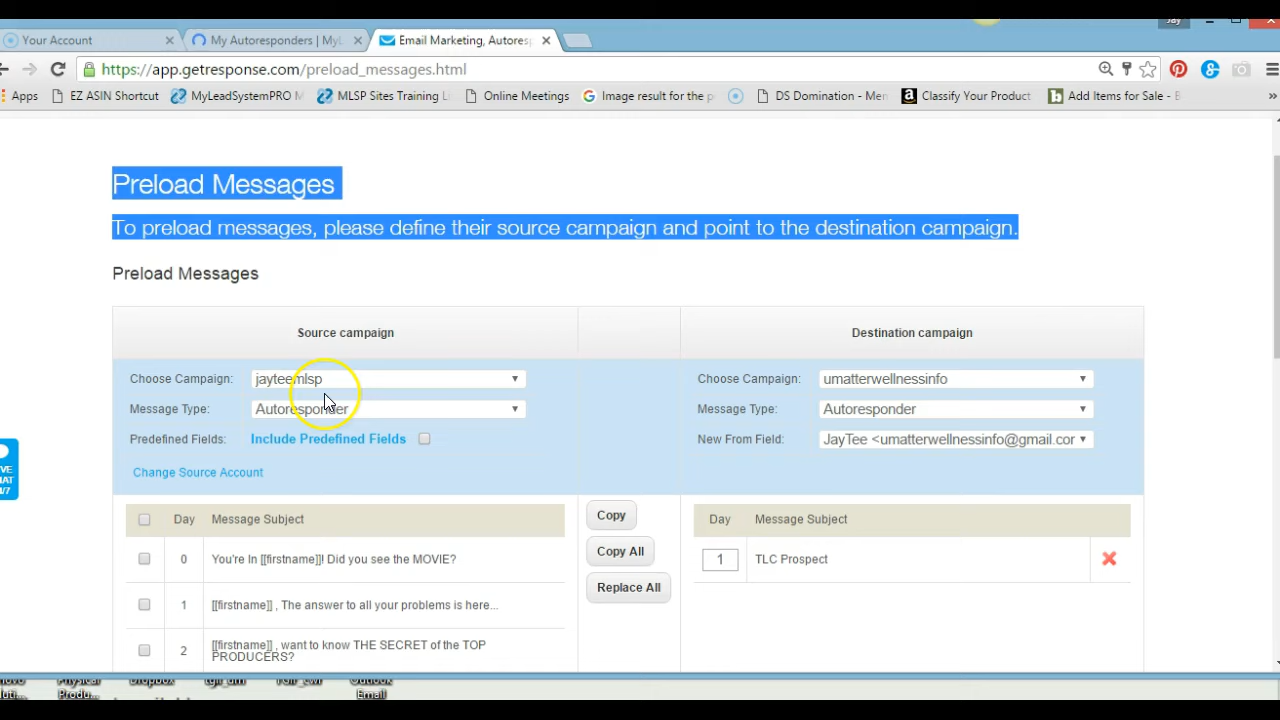 Jay
Your Account
My Autoresponders | MyL
Email Marketing, Autores
https://app.getresponse.com/preload_messages.html
Apps
EZ ASIN Shortcut
MyLeadSystemPRO M
MLSP Sites Training L
Online Meetings
Image result for the p
DS Domination - Mem
Classify Your Product
Add Items for Sale - B
»
Preload Messages
To preload messages, please define their source campaign and point to the destination campaign.
Preload Messages
Source campaign
Destination campaign
Choose Campaign:
jayteemlsp
Choose Campaign:
umatterwellnessinfo
Message Type:
Autoresponder
Message Type:
Autoresponder
Predefined Fields:
Include Predefined Fields
New From Field:
JayTee <umatterwellnessinfo@gmail.cor
Change Source Account
Day
Message Subject
Copy
Day
Message Subject
0
You're In [[firstname]]! Did you see the MOVIE?
Copy All
1
TLC Prospect
Replace All
1
[[firstname]] , The answer to all your problems is here...
2
[[firstname]] , want to know THE SECRET of the TOP
PRODUCERS?
Physical
Produ...
Dropbox
Outlook
Email